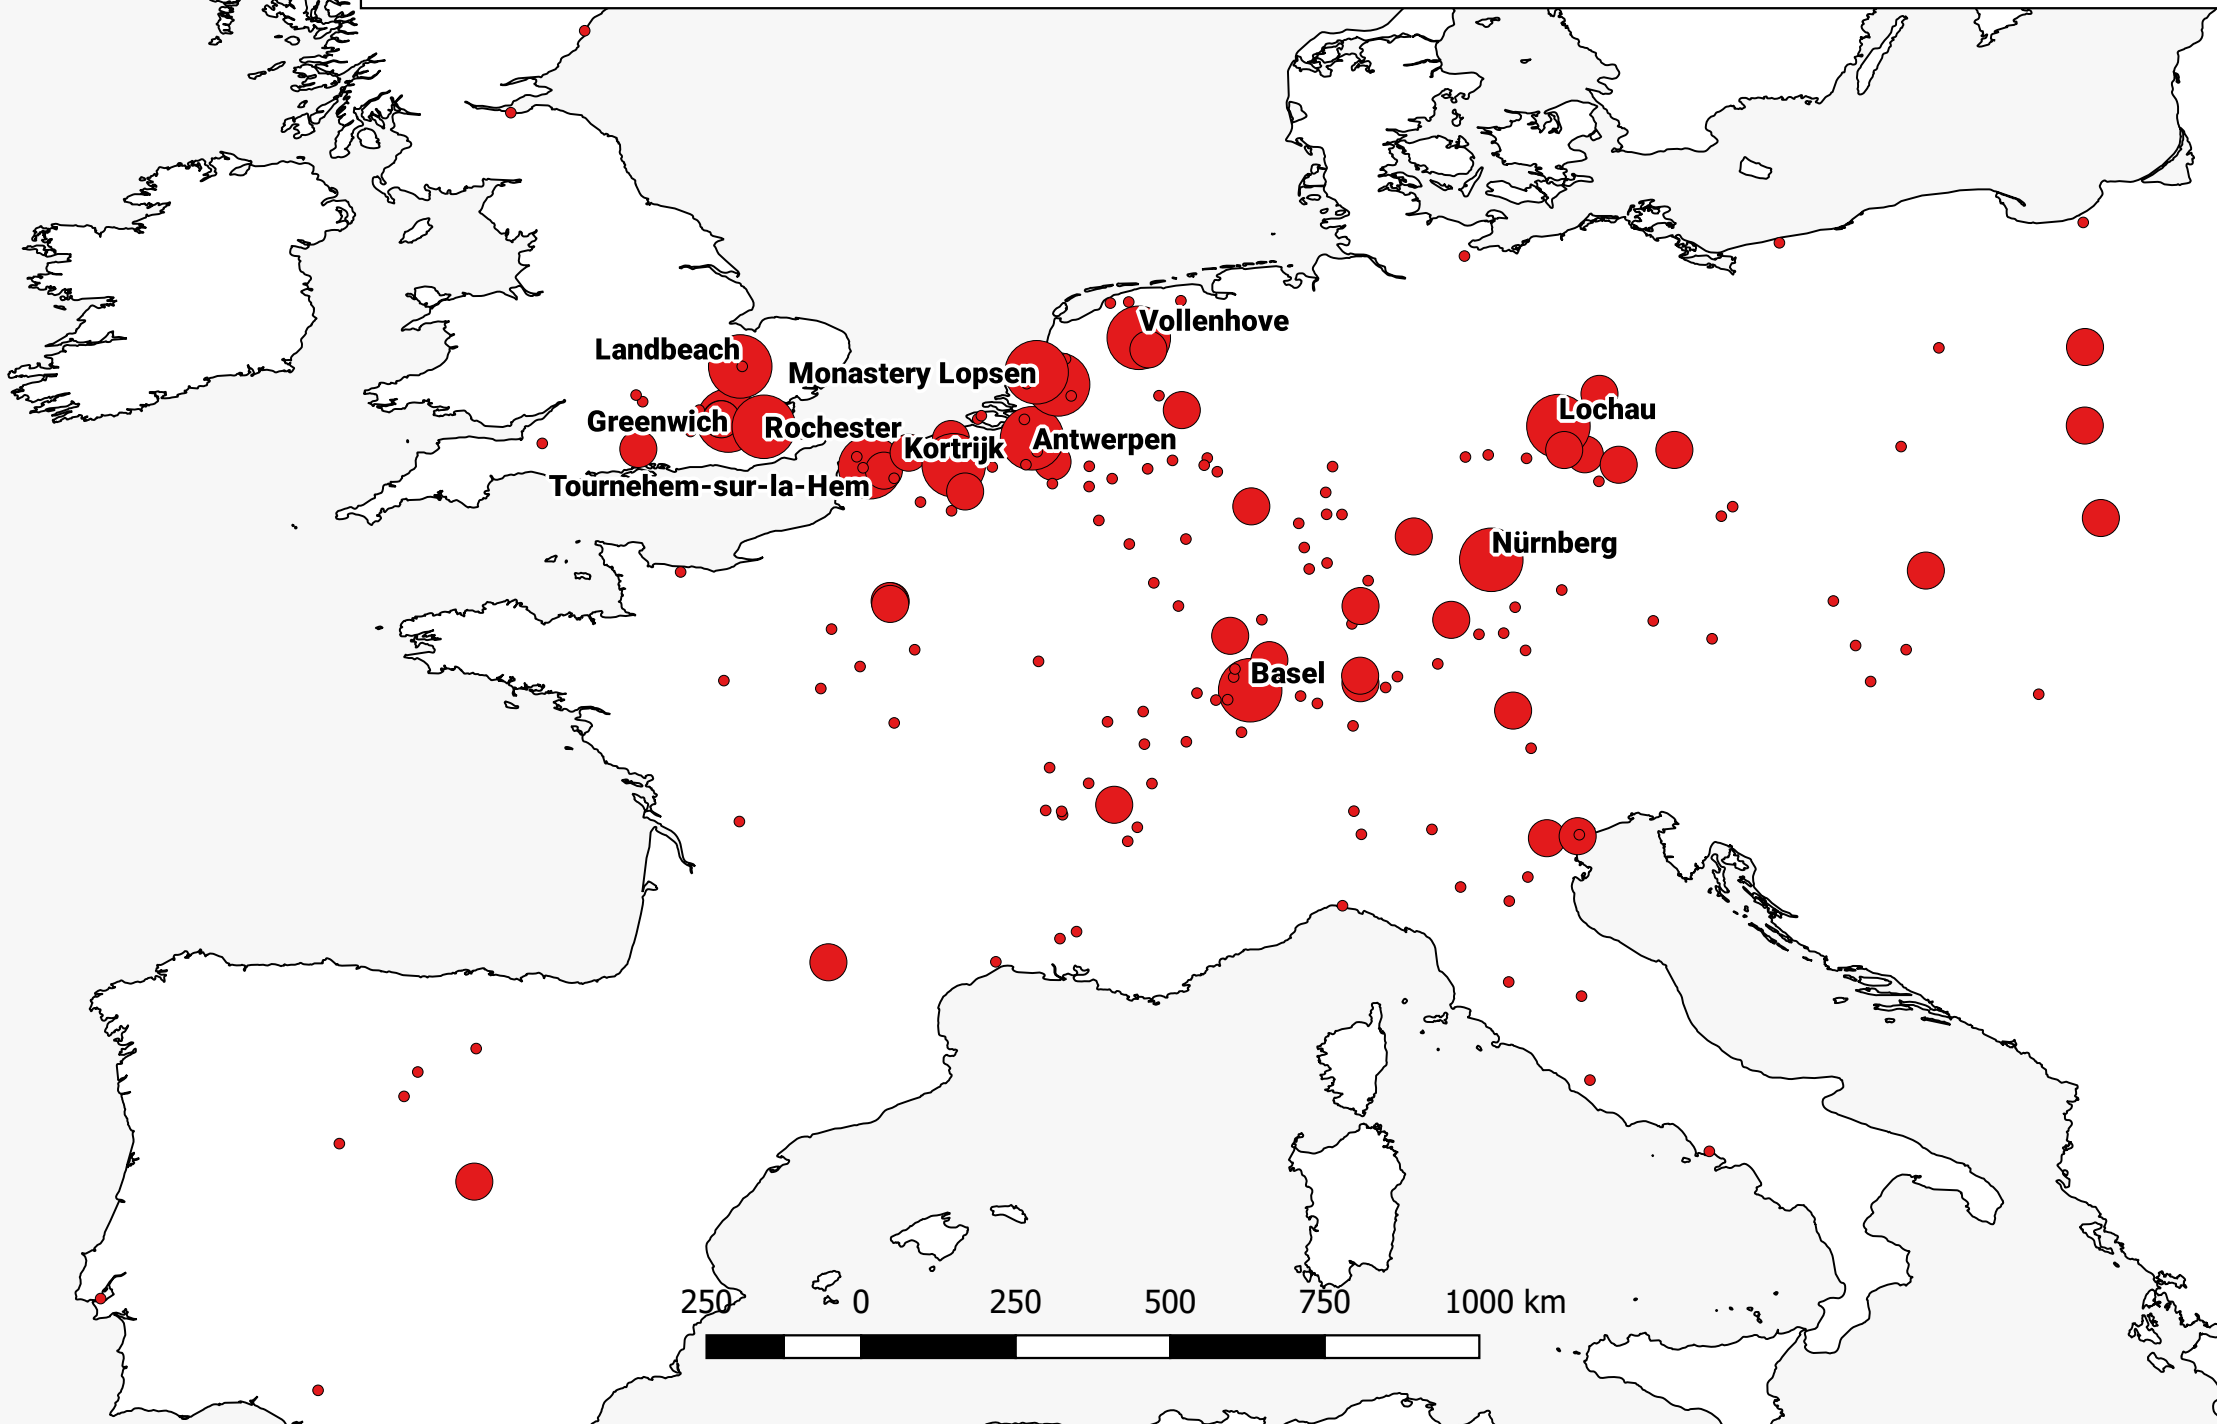 Vollenhove
Landbeach
Monastery Lopsen
Lochau
Greenwich
Rochester
Antwerpen
Kortrijk
Tournehem-sur-la-Hem
Nürnberg
Basel
250 0 250 500 750 1000 km